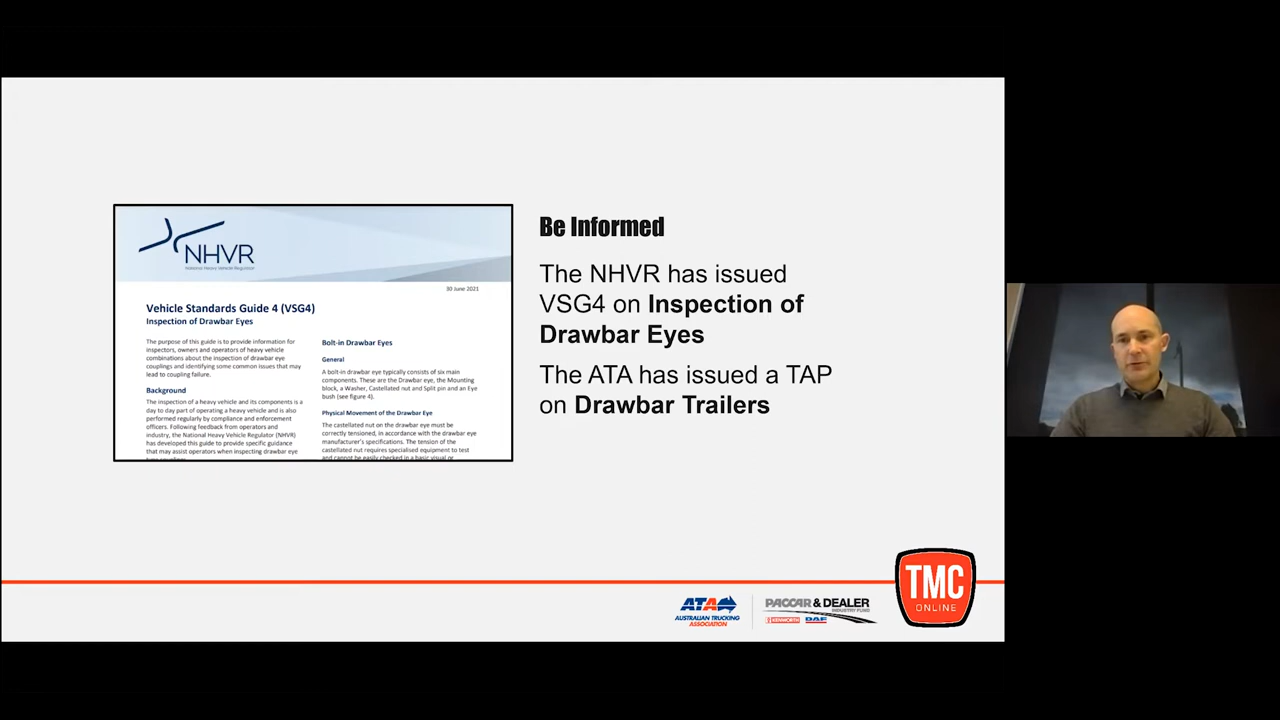 NHVR
National Heavy Vehicle Regulator
30 June 2021
Vehicle Standards Guide 4 (VSG4)
Inspection of Drawbar Eyes
The purpose of this guide is to provide information for
inspectors, owners and operators of heavy vehicle
combinations about the inspection of drawbar eye
couplings and identifying some common issues that may
lead to coupling failure.
Background
The inspection of a heavy vehicle and its components is a
day to day part of operating a heavy vehicle and is also
performed regularly by compliance and enforcement
officers. Following feedback from operators and
industry, the National Heavy Vehicle Regulator (NHVR)
has developed this guide to provide specific guidance
that may assist operators when inspecting drawbar eye
Bolt-in Drawbar Eyes
General
A bolt-in drawbar eye typically consists of six main
components. These are the Drawbar eye, the Mounting
block, a Washer, Castellated nut and Split pin and an Eye
bush (see figure 4).
Physical Movement of the Drawbar Eye
The castellated nut on the drawbar eye must be
correctly tensioned, in accordance with the drawbar eye
manufacturer's specifications. The tension of the
castellated nut requires specialised equipment to test
and cannot be easily checked in a basic visual or
Be Informed
The NHVR has issued
VSG4 on Inspection of
Drawbar Eyes
The ATA has issued a TAP
on Drawbar Trailers
ATA
AUSTRALIAN TRUCKING
ASSOCIATION
PACCAR & DEALER
INDUSTRY FUND
KENWORTH DAF
TMC
ONLINE